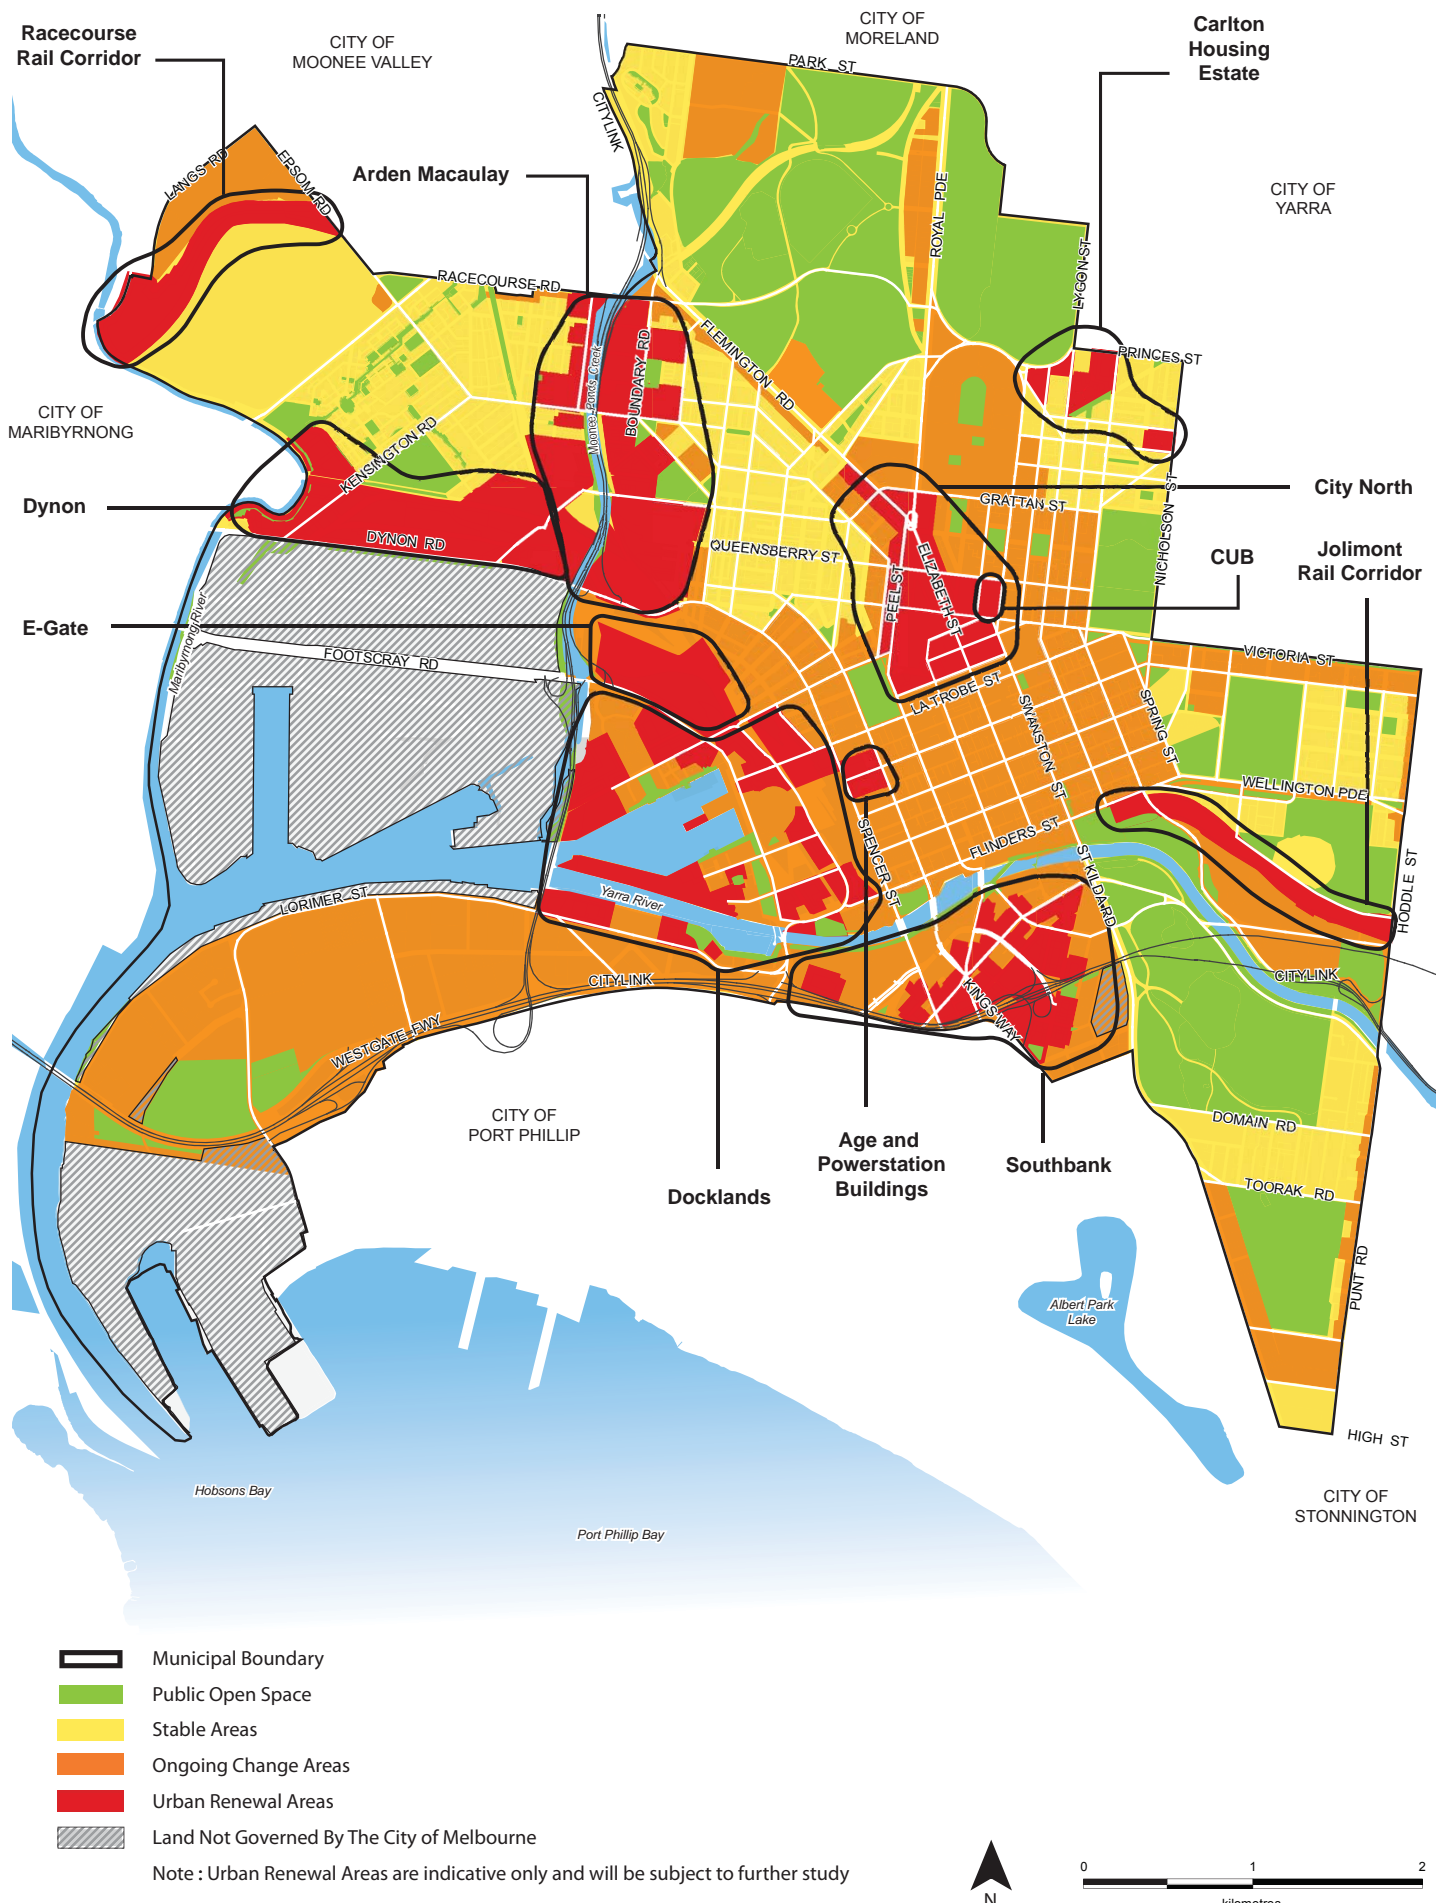 Racecourse
Rail Corridor
CITY OF
MOONEE VALLEY
CITY OF
MORELAND
Carlton
Housing
Estate
PARK ST
CITYLINK
LANGS RD
EPSOM RD
Arden Macaulay
ROYAL PDE
CITY OF
YARRA
LYGON ST
RACECOURSE RD
FLEMINGTON RD
BOUNDARY RD
Moonee Ponds Creek
PRINCES ST
CITY OF
MARIBYRNONG
KENSINGTON RD
City North
GRATTAN ST
NICHOLSON ST
Dynon
DYNON RD
QUEENSBERRY ST
ELIZABETH ST
PEEL ST
CUB
Jolimont
Rail Corridor
E-Gate
Maribyrnong River
FOOTSCRAY RD
VICTORIA ST
LA TROBE ST
SWANSTON ST
SPRING ST
WELLINGTON PDE
SPENCER ST
FLINDERS ST
ST KILDA RD
HODDLE ST
LORIMER ST
Yarra River
CITYLINK
CITYLINK
KINGS WAY
WESTGATE FWY
CITY OF
PORT PHILLIP
DOMAIN RD
Age and
Powerstation
Buildings
Southbank
Docklands
TOORAK RD
PUNT RD
Albert Park
Lake
HIGH ST
Hobsons Bay
Port Phillip Bay
CITY OF
STONNINGTON
Municipal Boundary
Public Open Space
Stable Areas
Ongoing Change Areas
Urban Renewal Areas
Land Not Governed By The City of Melbourne
Note : Urban Renewal Areas are indicative only and will be subject to further study
N
0 1 2
kilometres